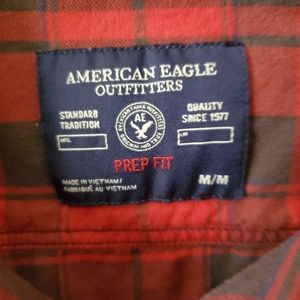 AMERICAN EAGLE
OUTFITTERS
STANDARD
TRADITION
QUALITY
SINCE 1977
AE
PREP FIT
MADE IN VIETNAM/
FABRIQUÉ AU VIETNAM
M/M